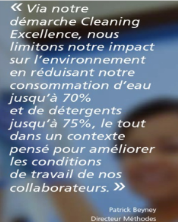 « Via notre
démarche Cleaning
Excellence, nous
limitons notre impact
sur l’environnement
en réduisant notre
consommation d’eau
jusqu’à 70%
et de détergents
jusqu’à 75%, le tout
dans un contexte
pensé pour améliorer
les conditions
de travail de nos
collaborateurs. »
Patrick Beyney
Directeur Méthodes